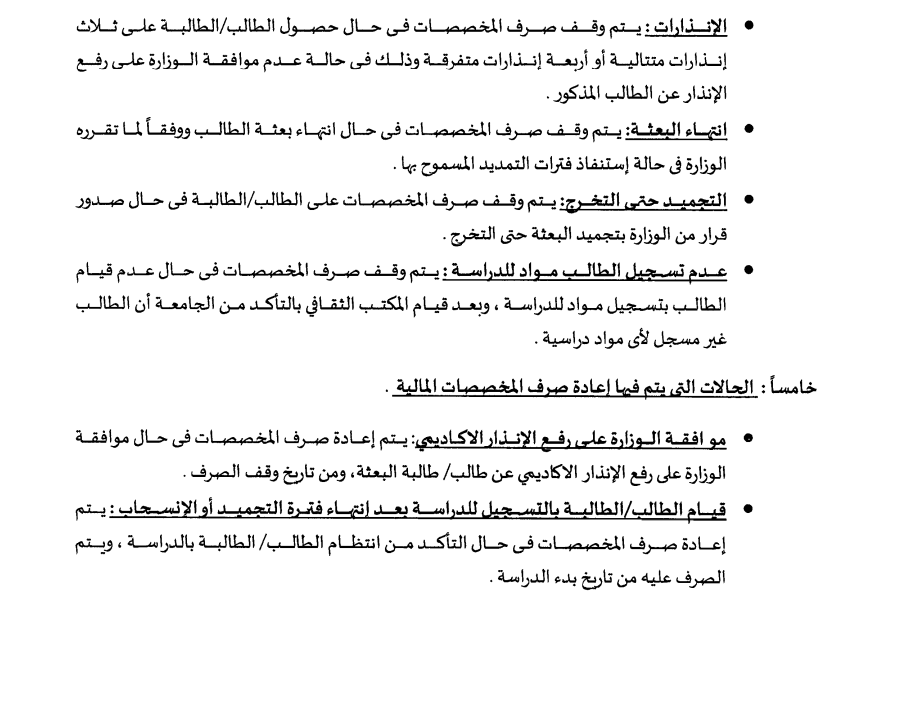 • الإنذارات : يتم وقف صرف المخصصات فى حال حصول الطالب/الطالبة على ثلاث
إنذارات متتالية أو أربعة إنذارات متفرقة وذلك فى حالة عدم موافقة الوزارة على رفع
الإنذار عن الطالب المذكور .
• انتهاء البعثة: يتم وقف صرف المخصصات فى حال انتهاء بعثة الطالب ووفقاً لما تقرره
الوزارة فى حالة إستنفاذ فترات التمديد المسموح بها .
• التجميد حتى التخرج: يتم وقف صرف المخصصات على الطالب/الطالبة فى حال صدور
قرار من الوزارة بتجميد البعثة حتى التخرج .
• عدم تسجيل الطالب مواد للدراسة : يتم وقف صرف المخصصات فى حال عدم قيام
الطالب بتسجيل مواد للدراسة ، وبعد قيام المكتب الثقافي بالتأكد من الجامعة أن الطالب
غير مسجل لأى مواد دراسية .
خامساً : الحالات التى يتم فيها إعادة صرف المخصصات المالية .
• موافقة الوزارة على رفع الإنذار الاكاديمي: يتم إعادة صرف المخصصات فى حال موافقة
الوزارة على رفع الإنذار الاكاديمي عن طالب/ طالبة البعثة، ومن تاريخ وقف الصرف .
• قيام الطالب/الطالبة بالتسجيل للدراسة بعد إنتهاء فترة التجميد أو الإنسحاب : يتم
إعادة صرف المخصصات فى حال التأكد من انتظام الطالب/ الطالبة بالدراسة ، ويتم
الصرف عليه من تاريخ بدء الدراسة .